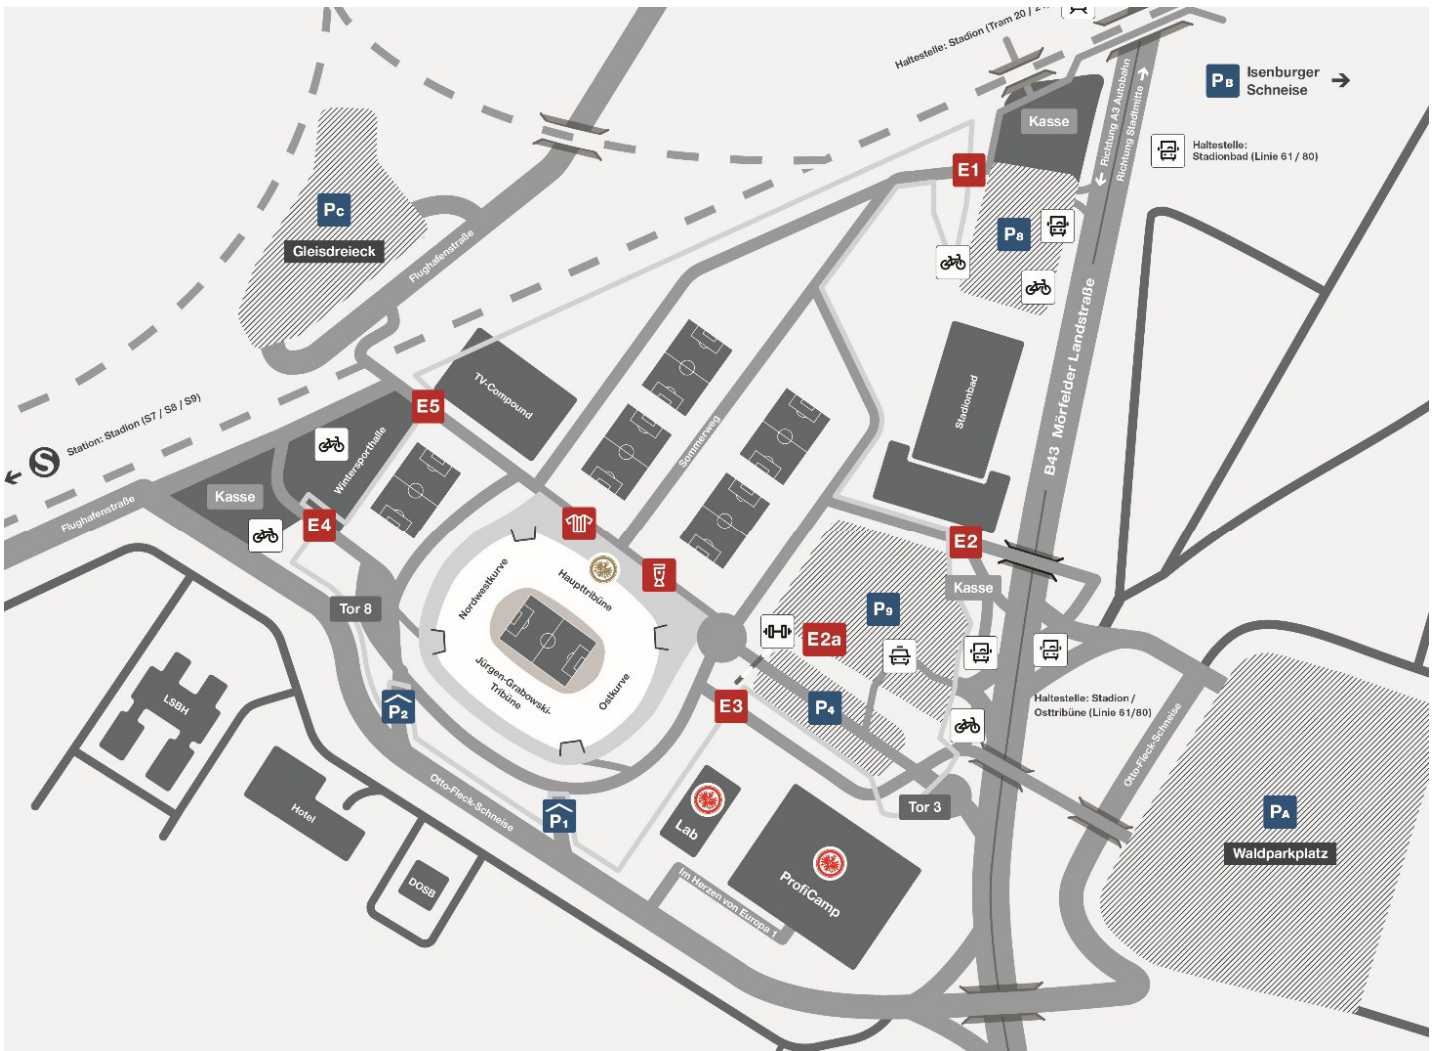 Haltestelle: Stadion (Tram 20 /
PB
Isenburger
Schneise
Richtung A3 Autobahn
Richtung Stadtmitte
Kasse
Haltestelle:
Stadionbad (Linie 61 / 80)
E1
PC
Gleisdreieck
Flughafenstraße
P8
B43 Mörfelder Landstraße
TV-Compound
Stadionbad
E5
Station: Stadion (S7 / S8 / S9)
S
Sommerweg
Wintersporthalle
Kasse
Flughafenstraße
E4
E2
Nordwestkurve
Haupttribüne
Kasse
Tor 8
P9
E2a
Jürgen-Grabowski-
Tribüne
Ostkurve
LSBH
P2
E3
P4
Haltestelle: Stadion /
Osttribüne (Linie 61/80)
Otto-Fleck-Schneise
Otto-Fleck-Schneise
Hotel
P1
Lab
Tor 3
PA
Waldparkplatz
DOSB
ProfiCamp
Im Herzen von Europa 1